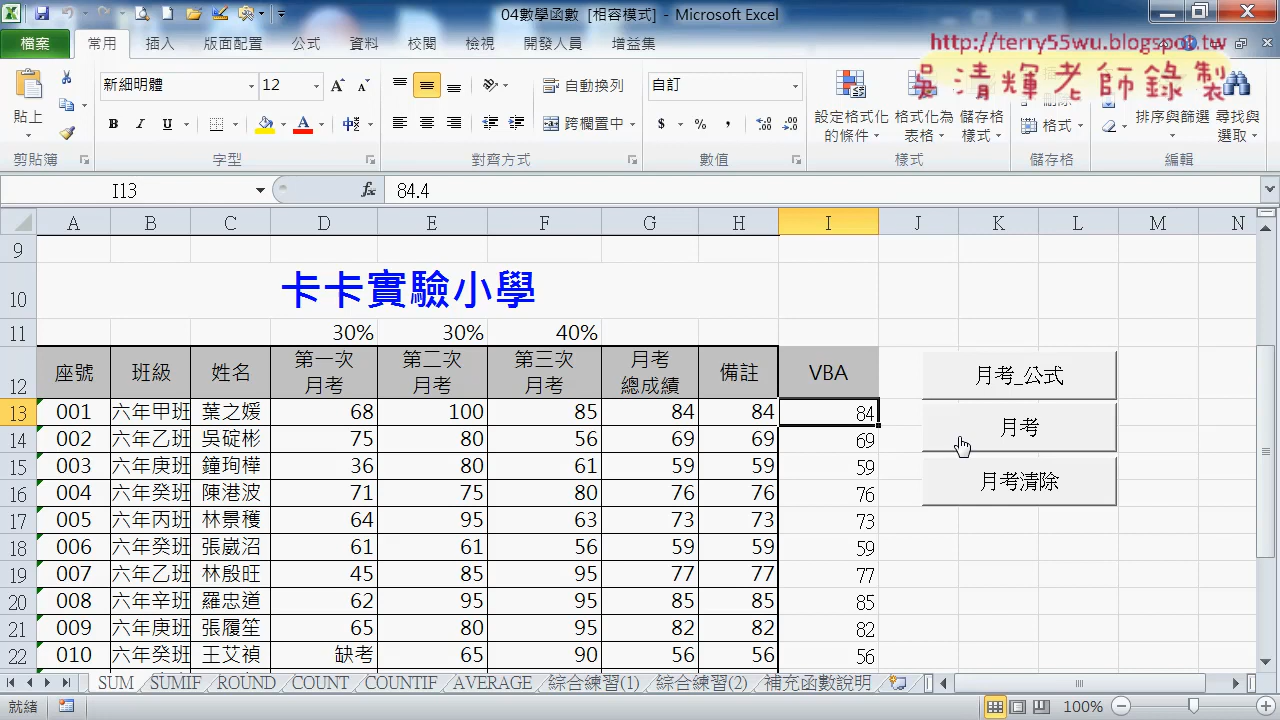 04數學函數 [相容模式] - Microsoft Excel
檔案 常用 插入 版面配置 公式 資料 校閱 檢視 開發人員 增益集
http://terry55wu.blogspot.tw
吳清輝老師錄製
貼上
新細明體 12
自動換列
跨欄置中
自訂
設定格式化的條件
格式化為表格
儲存格樣式
格式
排序與篩選
尋找與選取
剪貼簿 字型 對齊方式 數值 樣式 儲存格 編輯
I13 fx 84.4
A B C D E F G H I J K L M N
9
10 卡卡實驗小學
11 30% 30% 40%
12 座號 班級 姓名 第一次月考 第二次月考 第三次月考 月考總成績 備註 VBA
月考_公式
月考
月考清除
13 001 六年甲班 葉之媛 68 100 85 84 84 84
14 002 六年乙班 吳碇彬 75 80 56 69 69 69
15 003 六年庚班 鐘珣樺 36 80 61 59 59 59
16 004 六年癸班 陳港波 71 75 80 76 76 76
17 005 六年丙班 林景穫 64 95 63 73 73 73
18 006 六年癸班 張崴沼 61 61 56 59 59 59
19 007 六年乙班 林殷旺 45 85 95 77 77 77
20 008 六年辛班 羅忠道 62 95 95 85 85 85
21 009 六年庚班 張履笙 65 80 95 82 82 82
22 010 六年癸班 王艾禎 缺考 65 90 56 56 56
SUM SUMIF ROUND COUNT COUNTIF AVERAGE 綜合練習(1) 綜合練習(2) 補充函數說明
就緒 100%